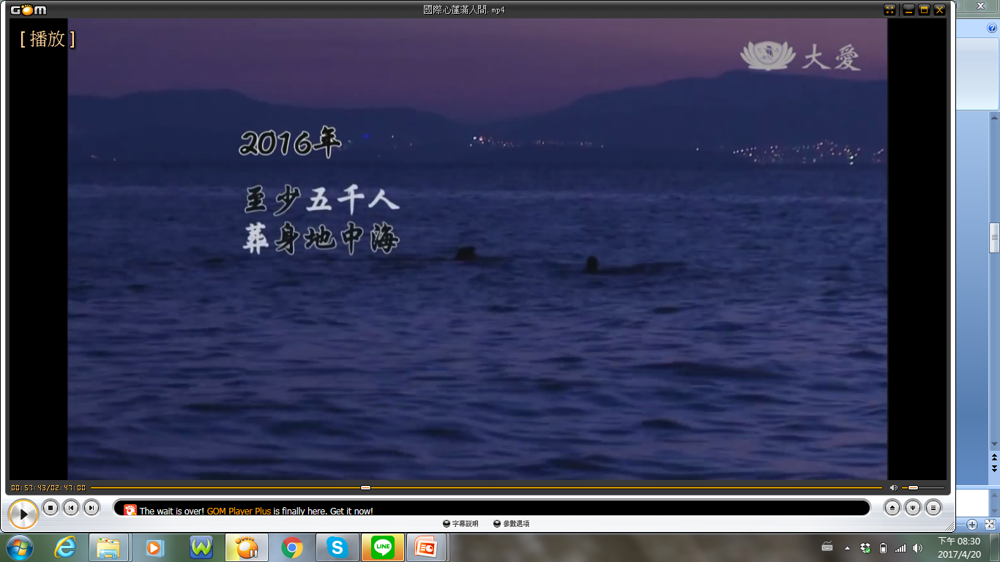 GOM
國際心蓮滿人間.mp4
[播放]
大愛
2016年
至少五千人
葬身地中海
00:57:43/02:47:00
The wait is over! GOM Player Plus is finally here. Get it now!
字幕説明
參數選項
LINE
下午 08:30
2017/4/20